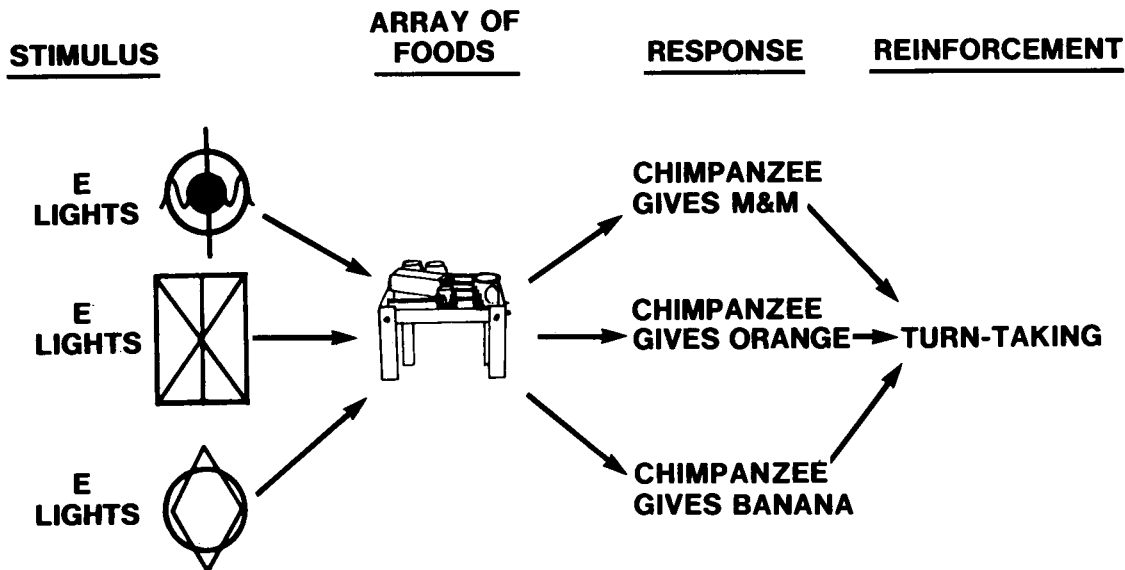 STIMULUS
ARRAY OF
FOODS
RESPONSE
REINFORCEMENT
E
LIGHTS
CHIMPANZEE
GIVES M&M
E
LIGHTS
CHIMPANZEE
GIVES ORANGE
TURN-TAKING
E
LIGHTS
CHIMPANZEE
GIVES BANANA